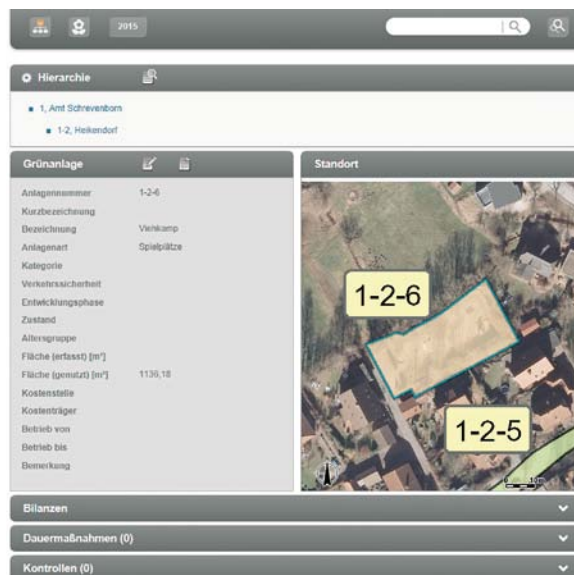 2015
Hierarchie
1, Amt Schrevenborn
1-2, Heikendorf
Grünanlage
Standort
Anlagennummer 1-2-6
Kurzbezeichnung
Bezeichnung Viehkamp
Anlagenart Spielplätze
Kategorie
Verkehrssicherheit
Entwicklungsphase
Zustand
Altersgruppe
Fläche (erfasst) [m²]
Fläche (genutzt) [m²] 1136,18
Kostenstelle
Kostenträger
Betrieb von
Betrieb bis
Bemerkung
1-2-6
1-2-5
Bilanzen
Dauermaßnahmen (0)
Kontrollen (0)